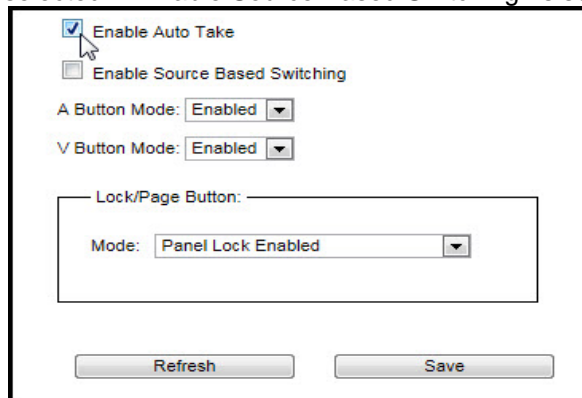 Enable Auto Take
Enable Source Based Switching
A Button Mode: Enabled
V Button Mode: Enabled
Lock/Page Button:
Mode: Panel Lock Enabled
Refresh Save